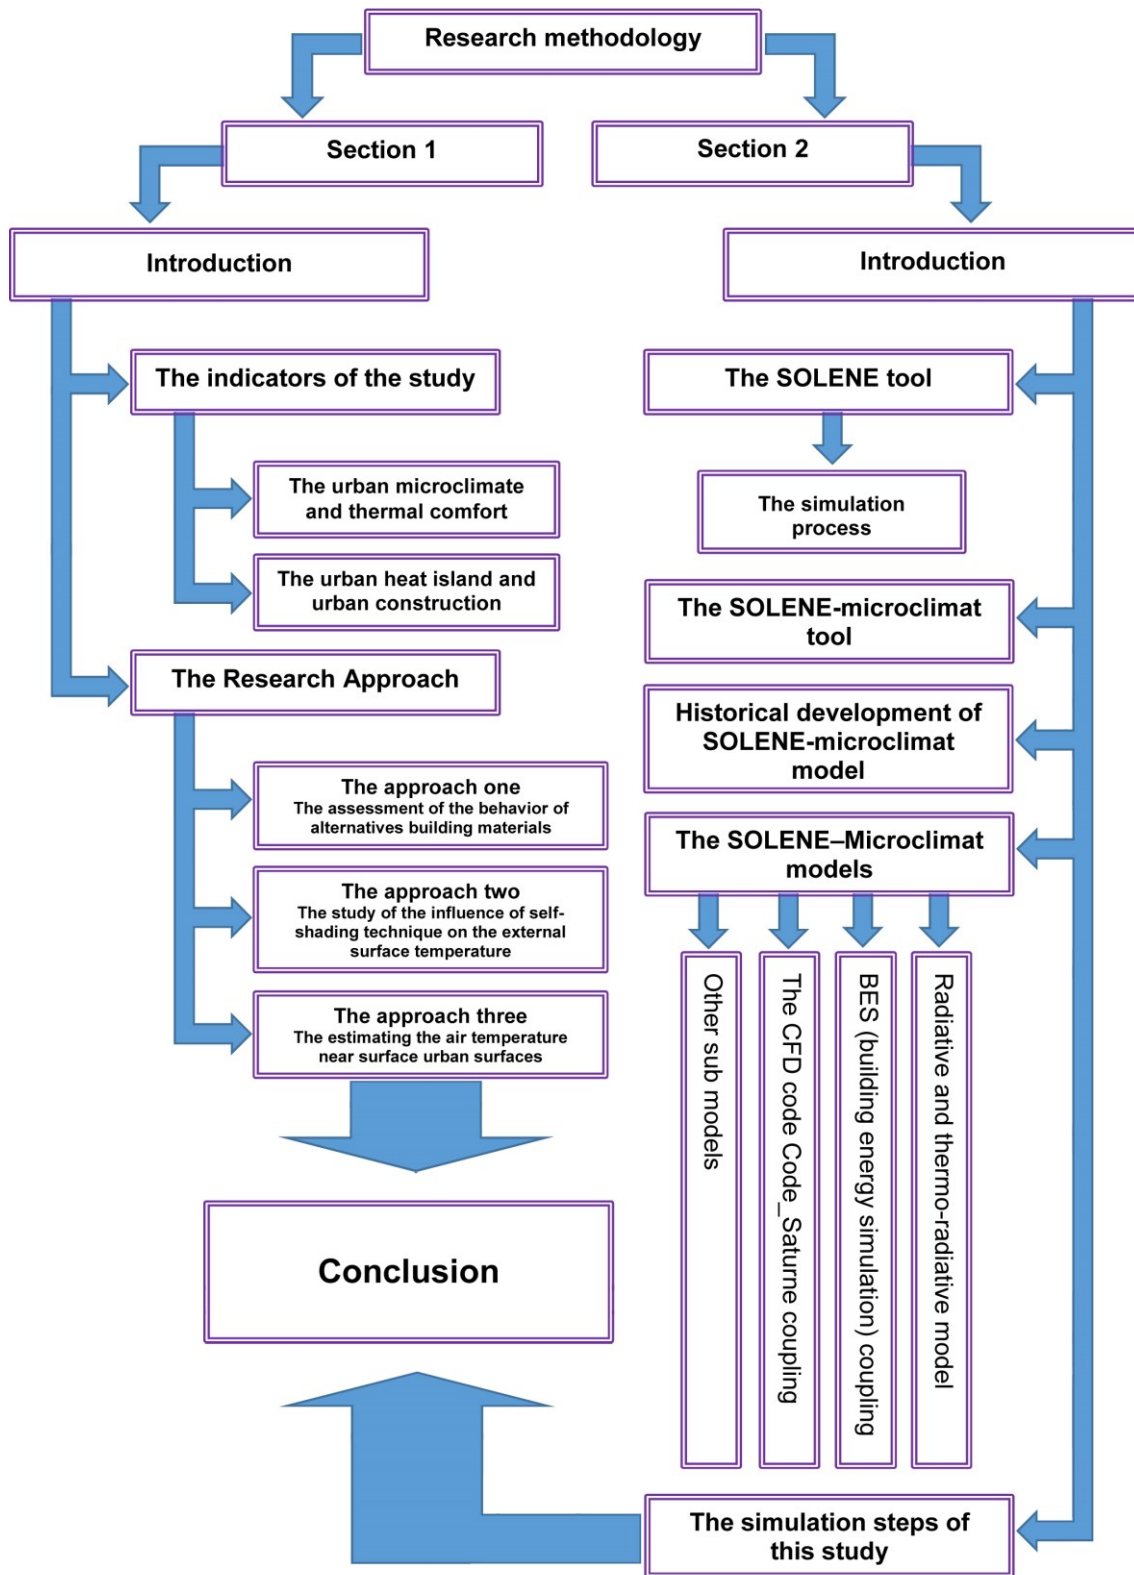 Research methodology
Section 1
Section 2
Introduction
Introduction
The indicators of the study
The urban microclimate
and thermal comfort
The urban heat island and
urban construction
The Research Approach
The approach one
The assessment of the behavior of
alternatives building materials
The approach two
The study of the influence of self-
shading technique on the external
surface temperature
The approach three
The estimating the air temperature
near surface urban surfaces
The SOLENE tool
The simulation
process
The SOLENE-microclimat
tool
Historical development of
SOLENE-microclimat
model
The SOLENE–Microclimat
models
Other sub models
The CFD code Code_Saturne coupling
BES (building energy simulation) coupling
Radiative and thermo-radiative model
The simulation steps of
this study
Conclusion